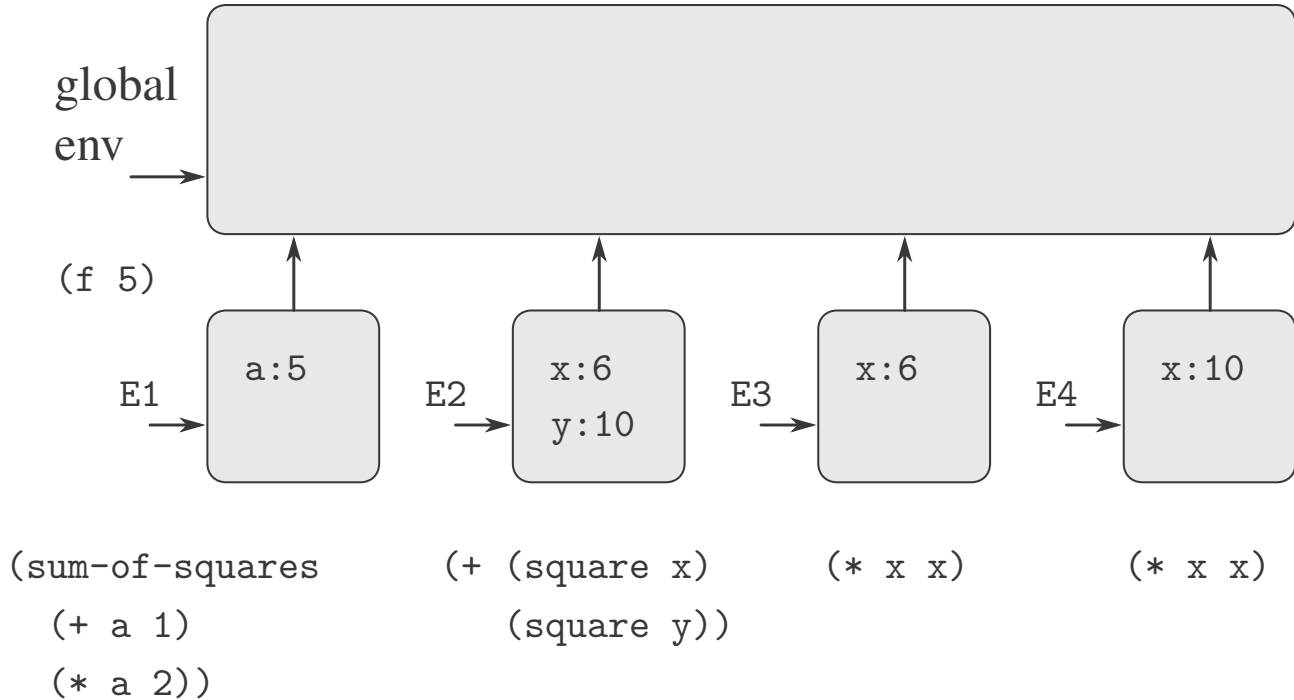 global
env
(f 5)
E1
a:5
E2
x:6
y:10
E3
x:6
E4
x:10
(sum-of-squares
(+ a 1)
(* a 2))
(+ (square x)
(square y))
(* x x)
(* x x)